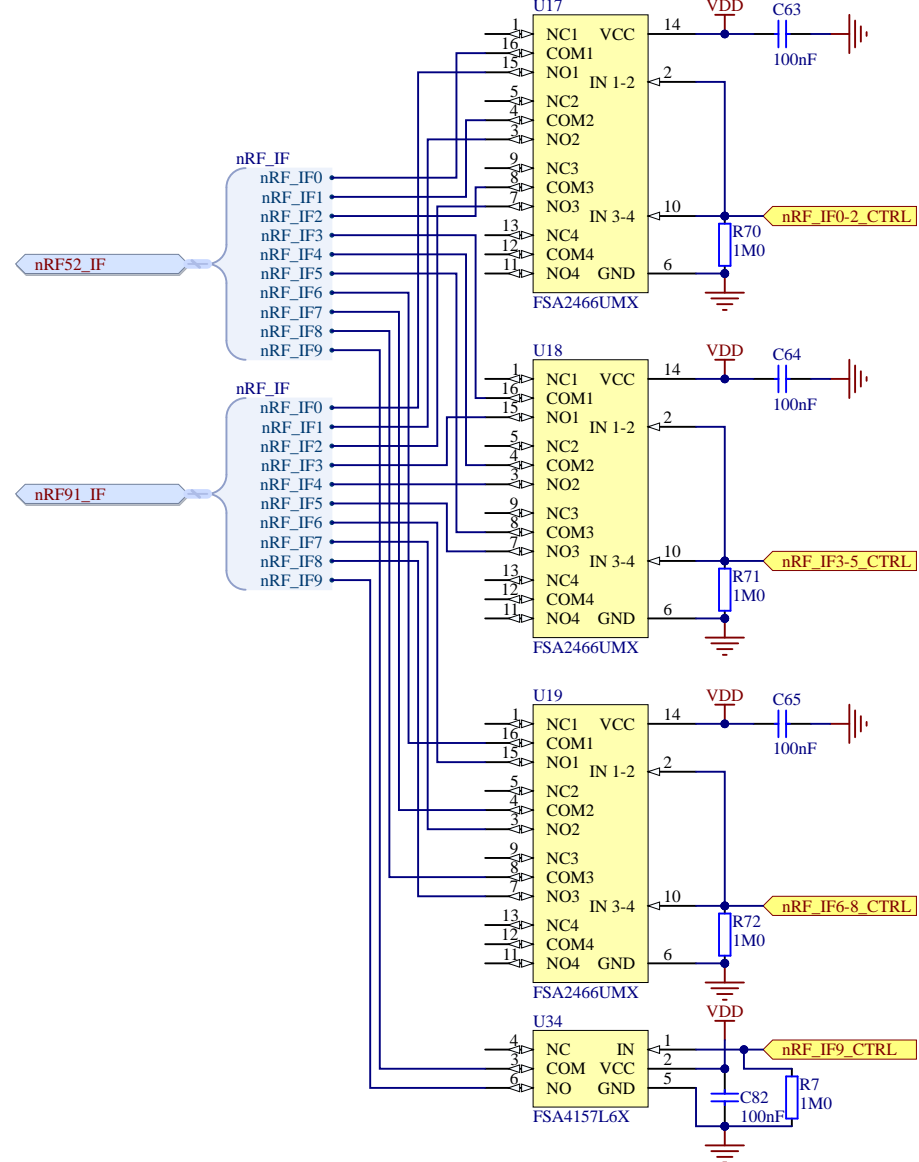 nRF52_IF
nRF_IF
nRF_IF0
nRF_IF1
nRF_IF2
nRF_IF3
nRF_IF4
nRF_IF5
nRF_IF6
nRF_IF7
nRF_IF8
nRF_IF9
nRF91_IF
nRF_IF
nRF_IF0
nRF_IF1
nRF_IF2
nRF_IF3
nRF_IF4
nRF_IF5
nRF_IF6
nRF_IF7
nRF_IF8
nRF_IF9
U17
1 NC1 VCC 14
16 COM1
15 NO1
IN 1-2 2
5 NC2
4 COM2
3 NO2
9 NC3
8 COM3
7 NO3
IN 3-4 10
13 NC4
12 COM4
11 NO4 GND 6
FSA2466UMX
VDD
C63
100nF
nRF_IF0-2_CTRL
R70
1M0
U18
1 NC1 VCC 14
16 COM1
15 NO1
IN 1-2 2
5 NC2
4 COM2
3 NO2
9 NC3
8 COM3
7 NO3
IN 3-4 10
13 NC4
12 COM4
11 NO4 GND 6
FSA2466UMX
VDD
C64
100nF
nRF_IF3-5_CTRL
R71
1M0
U19
1 NC1 VCC 14
16 COM1
15 NO1
IN 1-2 2
5 NC2
4 COM2
3 NO2
9 NC3
8 COM3
7 NO3
IN 3-4 10
13 NC4
12 COM4
11 NO4 GND 6
FSA2466UMX
VDD
C65
100nF
nRF_IF6-8_CTRL
R72
1M0
U34
4 NC IN 1
3 COM VCC 2
6 NO GND 5
FSA4157L6X
VDD
nRF_IF9_CTRL
C82
100nF
R7
1M0